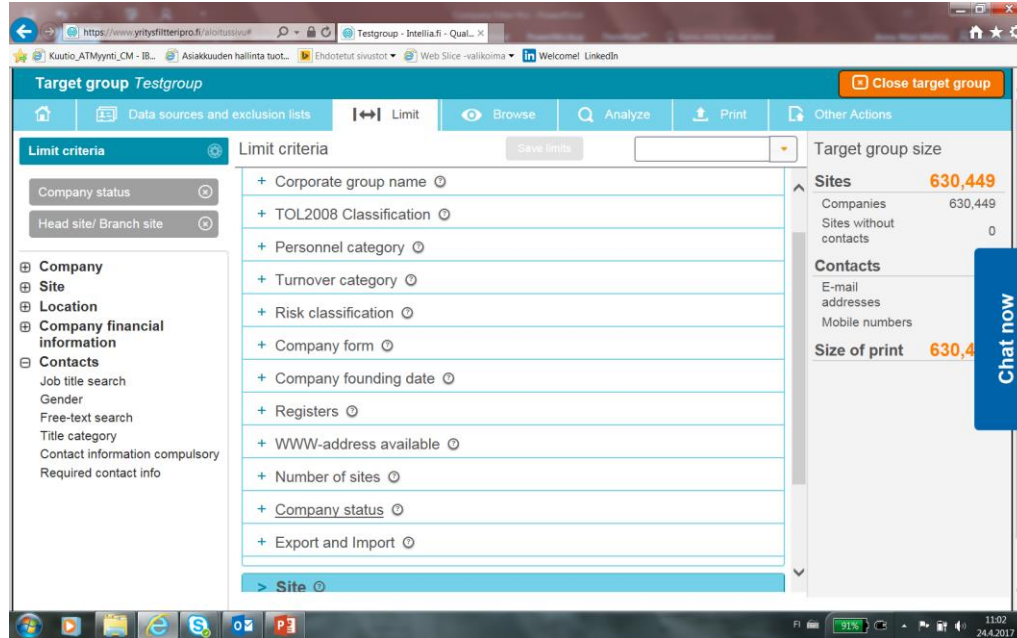 https://www.yritysfiltteripro.fi/aloitussivu#
Testgroup - Intellia.fi - Qual...
Kuutio_ATMyynti_CM - IB...
Asiakkuuden hallinta tuot...
Ehdotetut sivustot
Web Slice -valikoima
Welcome! LinkedIn
Target group Testgroup
Close target group
Data sources and exclusion lists
Limit
Browse
Analyze
Print
Other Actions
Limit criteria
Company status
Head site/ Branch site
Company
Site
Location
Company financial
information
Contacts
Job title search
Gender
Free-text search
Title category
Contact information compulsory
Required contact info
Limit criteria
Save limits
+ Corporate group name
+ TOL2008 Classification
+ Personnel category
+ Turnover category
+ Risk classification
+ Company form
+ Company founding date
+ Registers
+ WWW-address available
+ Number of sites
+ Company status
+ Export and Import
> Site
Target group size
Sites 630,449
Companies 630,449
Sites without
contacts 0
Contacts
E-mail
addresses
Mobile numbers
Size of print 630,4
Chat now
FI
91%
11:02
24.4.2017